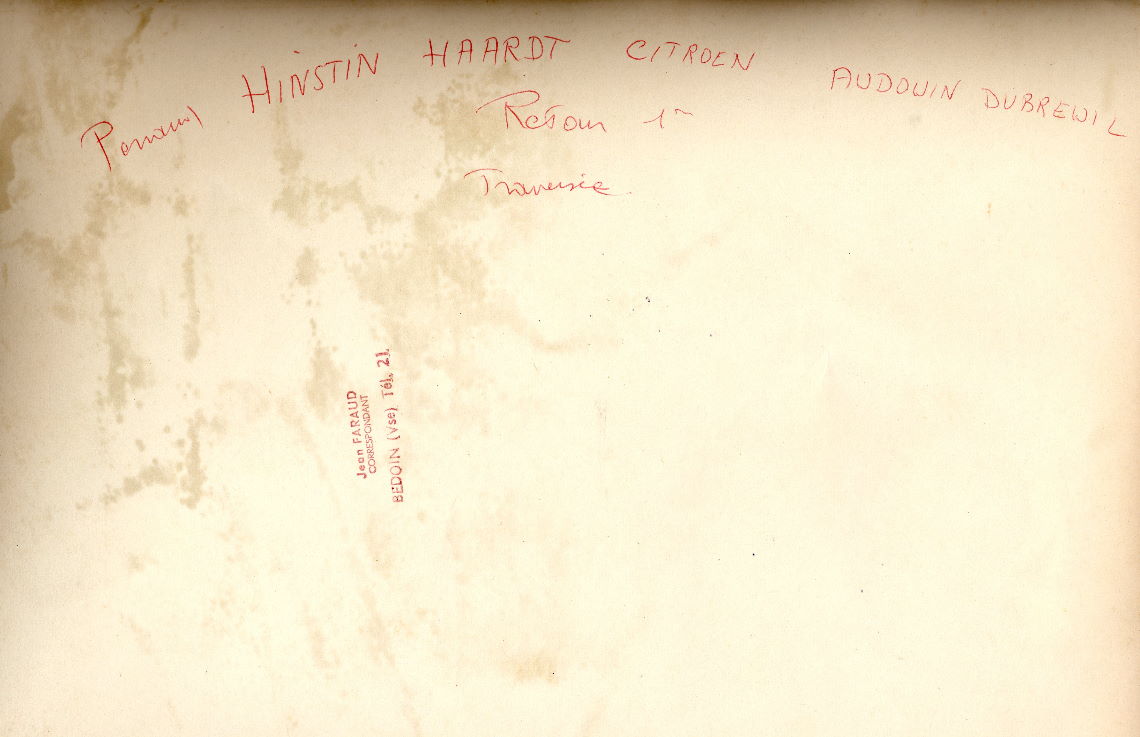 HINSTIN HAARDT CITROEN AUDOUIN DUBREUIL
Retour 1re
Traversée
Jean FARAUD
CORRESPONDANT
BEDOIN (Vse) Tél. 21